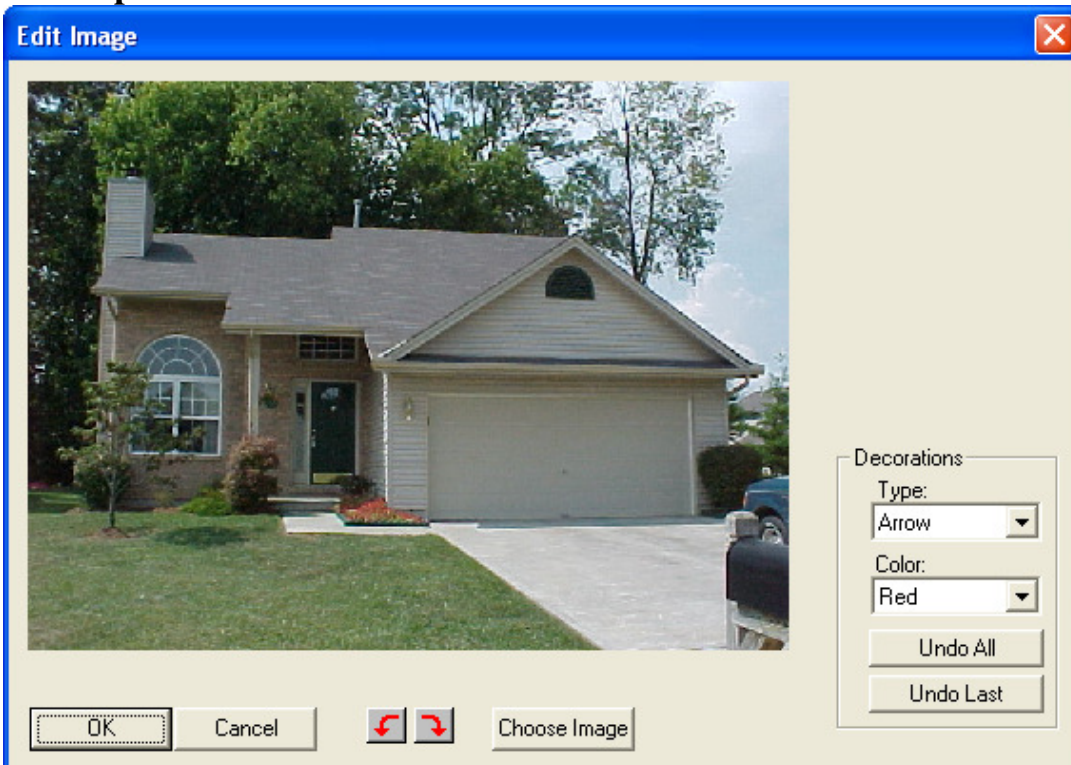 Edit Image
Decorations
Type:
Arrow
Color:
Red
Undo All
Undo Last
OK
Cancel
Choose Image